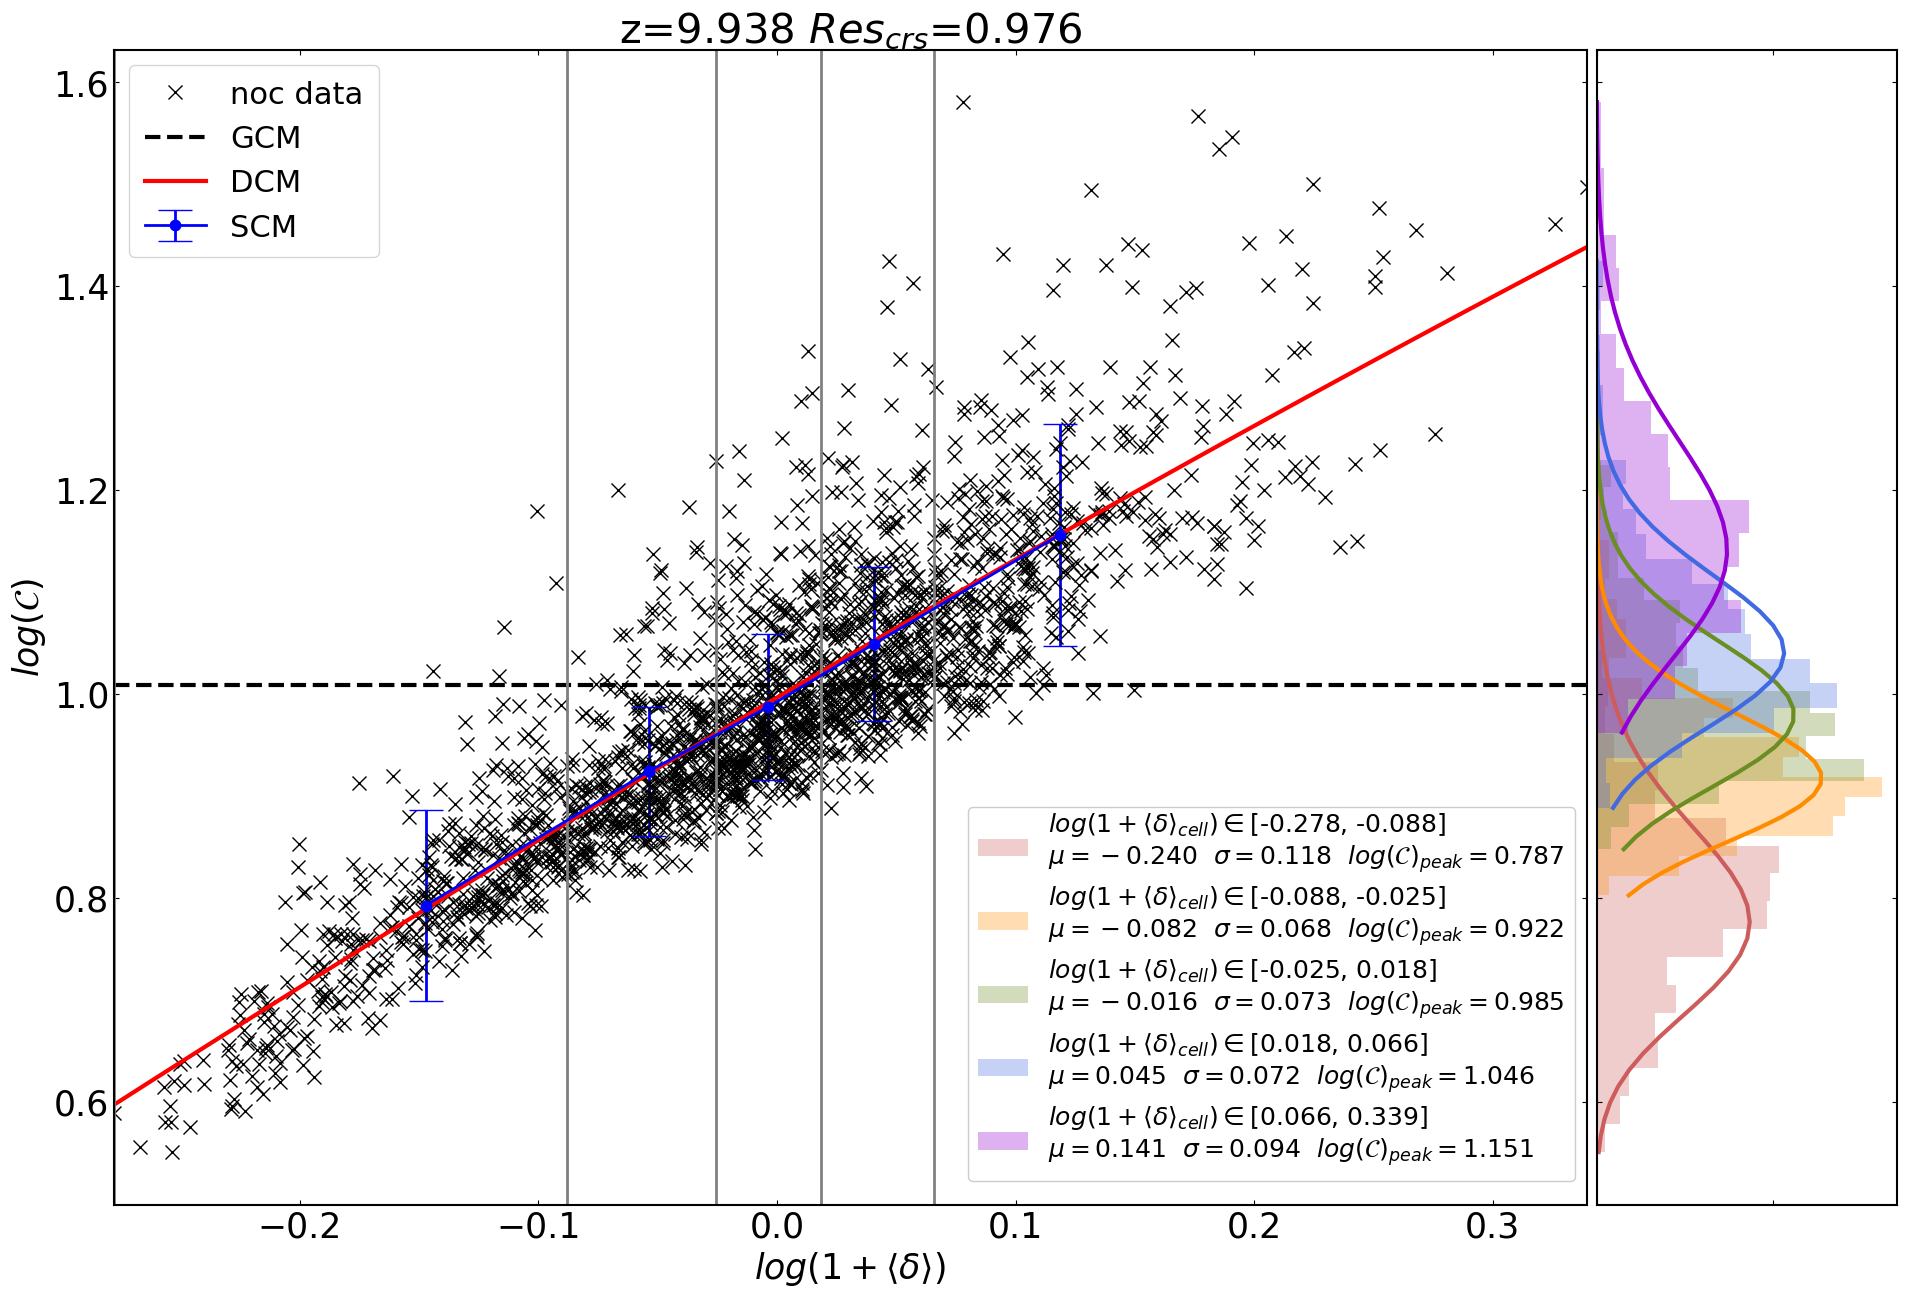 z=9.938 Res_crs=0.976
1.6
1.4
1.2
1.0
0.8
0.6
log(𝒞)
noc data
GCM
DCM
SCM
log(1 + ⟨δ⟩_cell) ∈ [-0.278, -0.088]
μ = −0.240 σ = 0.118 log(𝒞)_peak = 0.787
log(1 + ⟨δ⟩_cell) ∈ [-0.088, -0.025]
μ = −0.082 σ = 0.068 log(𝒞)_peak = 0.922
log(1 + ⟨δ⟩_cell) ∈ [-0.025, 0.018]
μ = −0.016 σ = 0.073 log(𝒞)_peak = 0.985
log(1 + ⟨δ⟩_cell) ∈ [0.018, 0.066]
μ = 0.045 σ = 0.072 log(𝒞)_peak = 1.046
log(1 + ⟨δ⟩_cell) ∈ [0.066, 0.339]
μ = 0.141 σ = 0.094 log(𝒞)_peak = 1.151
−0.2 −0.1 0.0 0.1 0.2 0.3
log(1 + ⟨δ⟩)